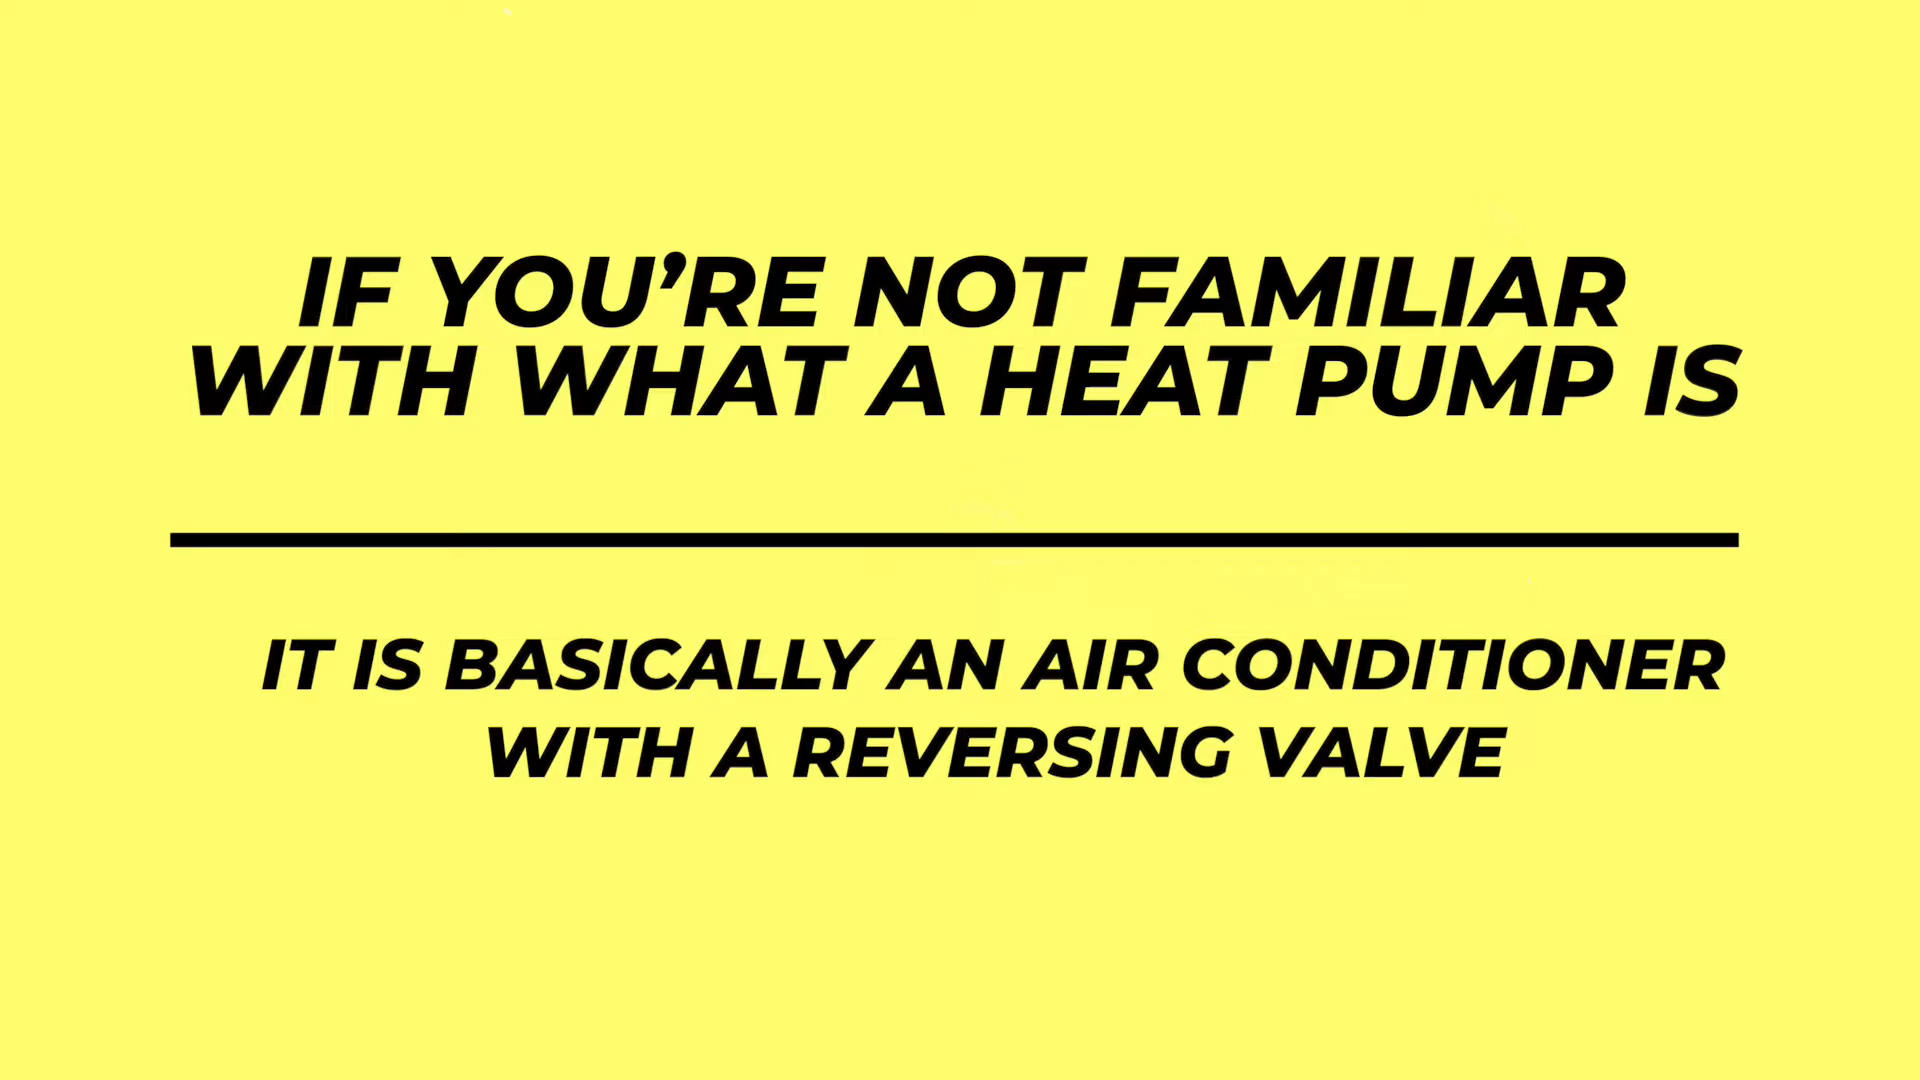 IF YOU’RE NOT FAMILIAR
WITH WHAT A HEAT PUMP IS
IT IS BASICALLY AN AIR CONDITIONER
WITH A REVERSING VALVE